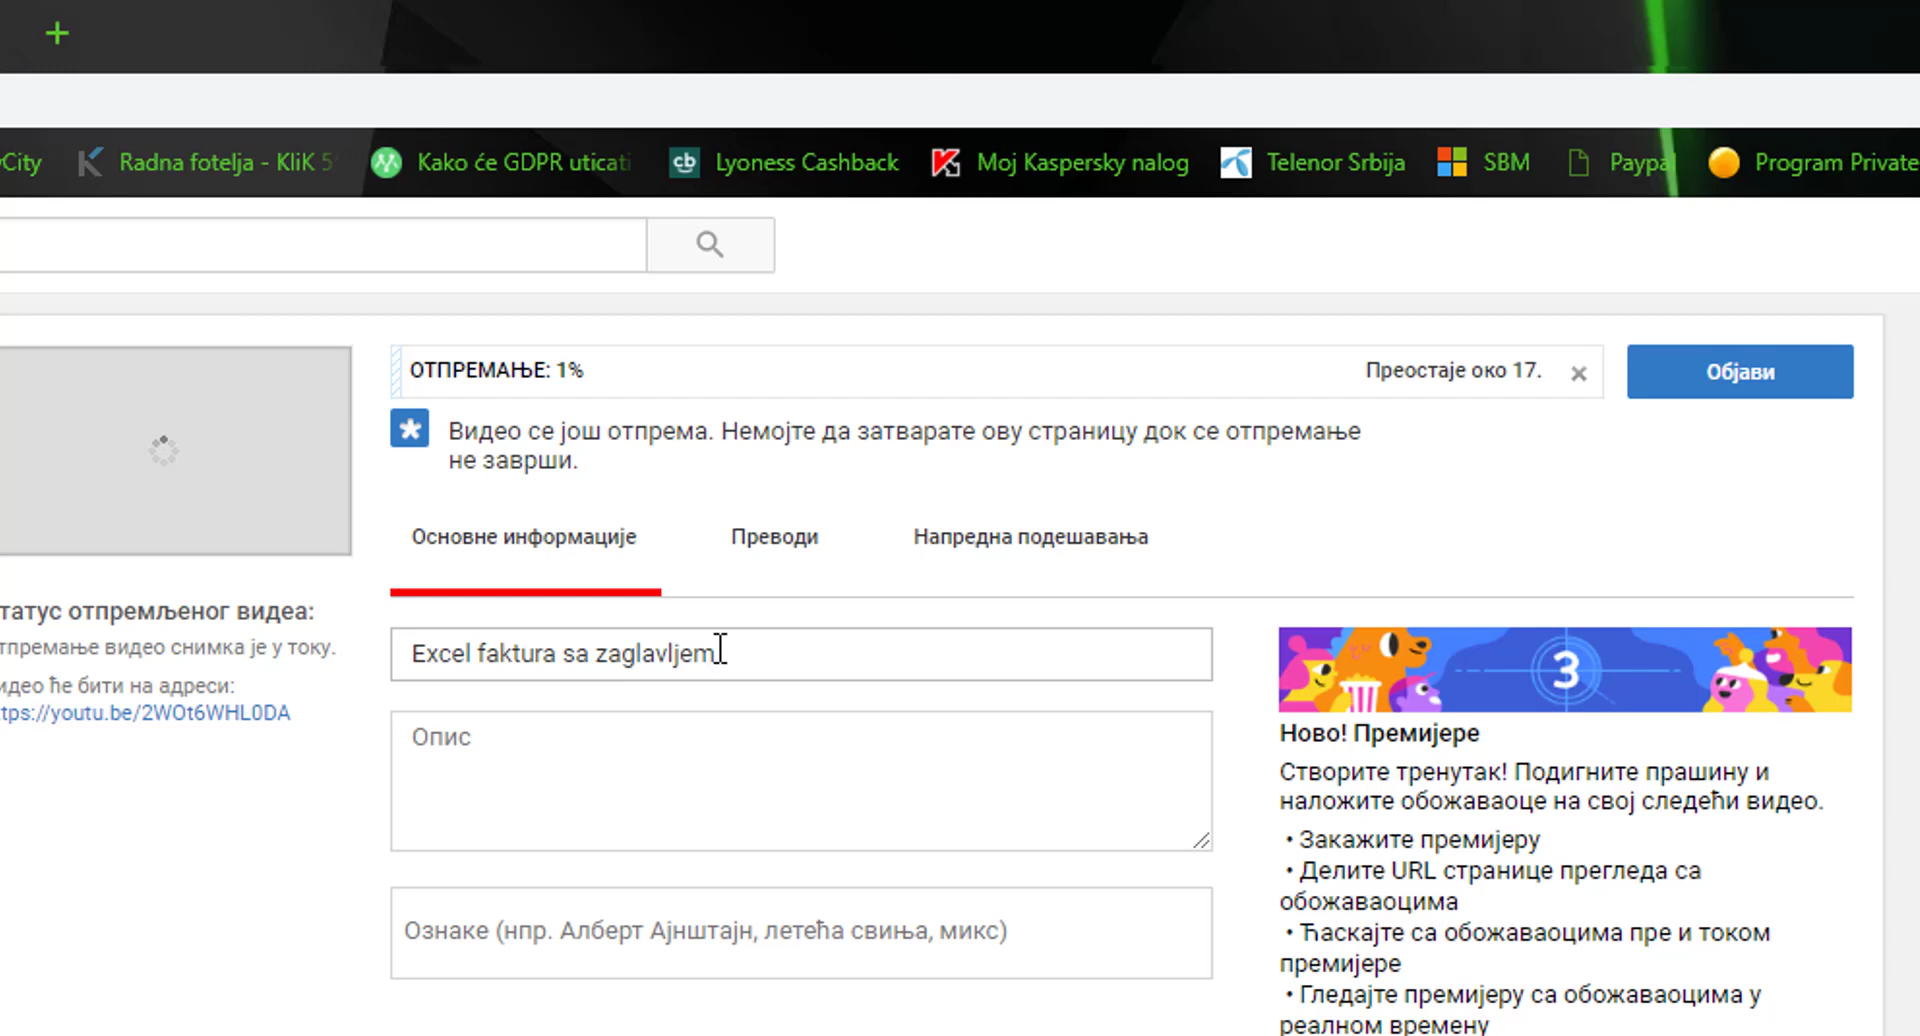 +
City Radna fotelja - KliK 5 Kako će GDPR uticati cb Lyoness Cashback Moj Kaspersky nalog Telenor Srbija SBM Paypal Program Private
ОТПРЕМАЊЕ: 1% Преостаје око 17. × Објави
Видео се још отпрема. Немојте да затварате ову страницу док се отпремање
не заврши.
Основне информације Преводи Напредна подешавања
татус отпремљеног видеа:
тпремање видео снимка је у току.
идео ће бити на адреси:
tps://youtu.be/2WOt6WHL0DA
Excel faktura sa zaglavljem
Опис
Ознаке (нпр. Алберт Ајнштајн, летећа свиња, микс)
3
Ново! Премијере
Створите тренутак! Подигните прашину и
наложите обожаваоце на свој следећи видео.
• Закажите премијеру
• Делите URL странице прегледа са
обожаваоцима
• Ћаскајте са обожаваоцима пре и током
премијере
• Гледајте премијеру са обожаваоцима у
реалном времену